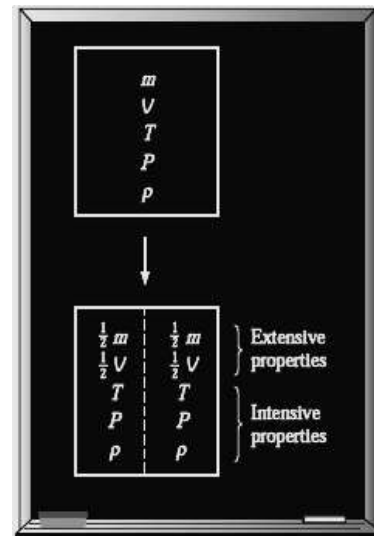 m
V
T
P
ρ
½ m ½ m Extensive
½ V ½ V properties
T T
P P Intensive
ρ ρ properties